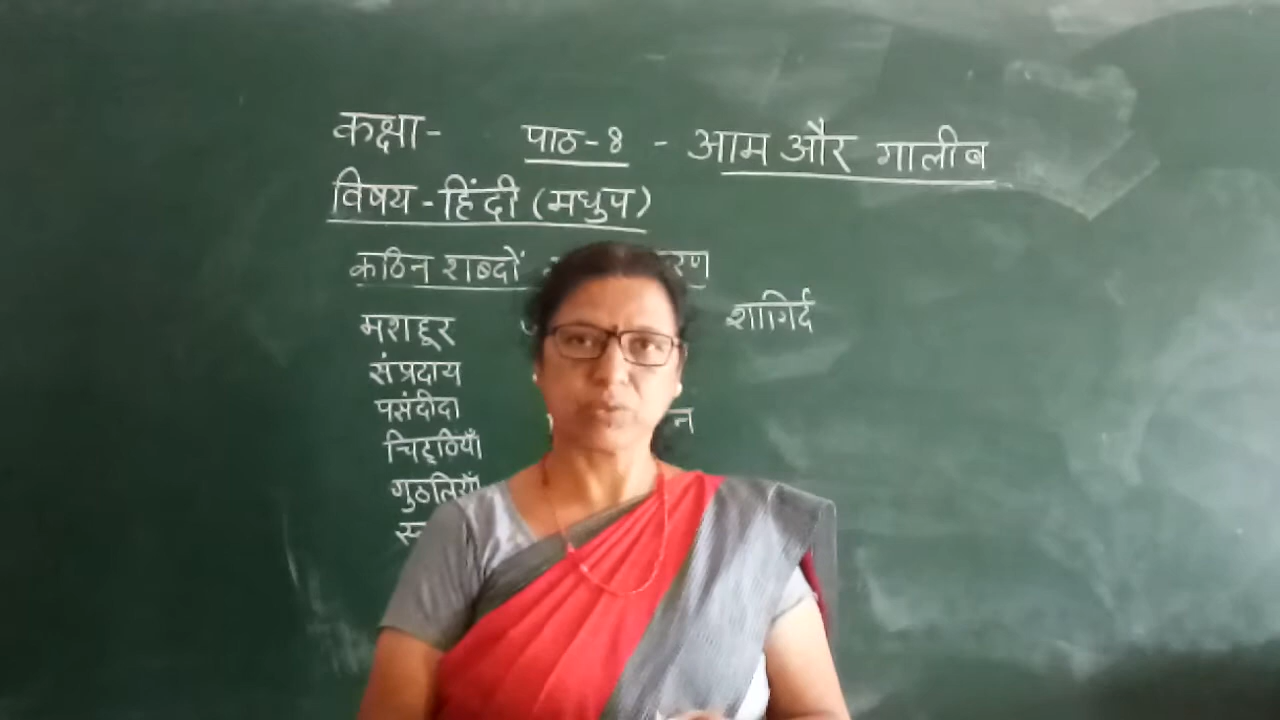 कक्षा- पाठ-8 - आम और गालीब
विषय-हिंदी (मधुप)
कठिन शब्दों
मशहूर शागिर्द
संप्रदाय
पसंदीदा
चिट्ठियाँ
गुठलियाँ